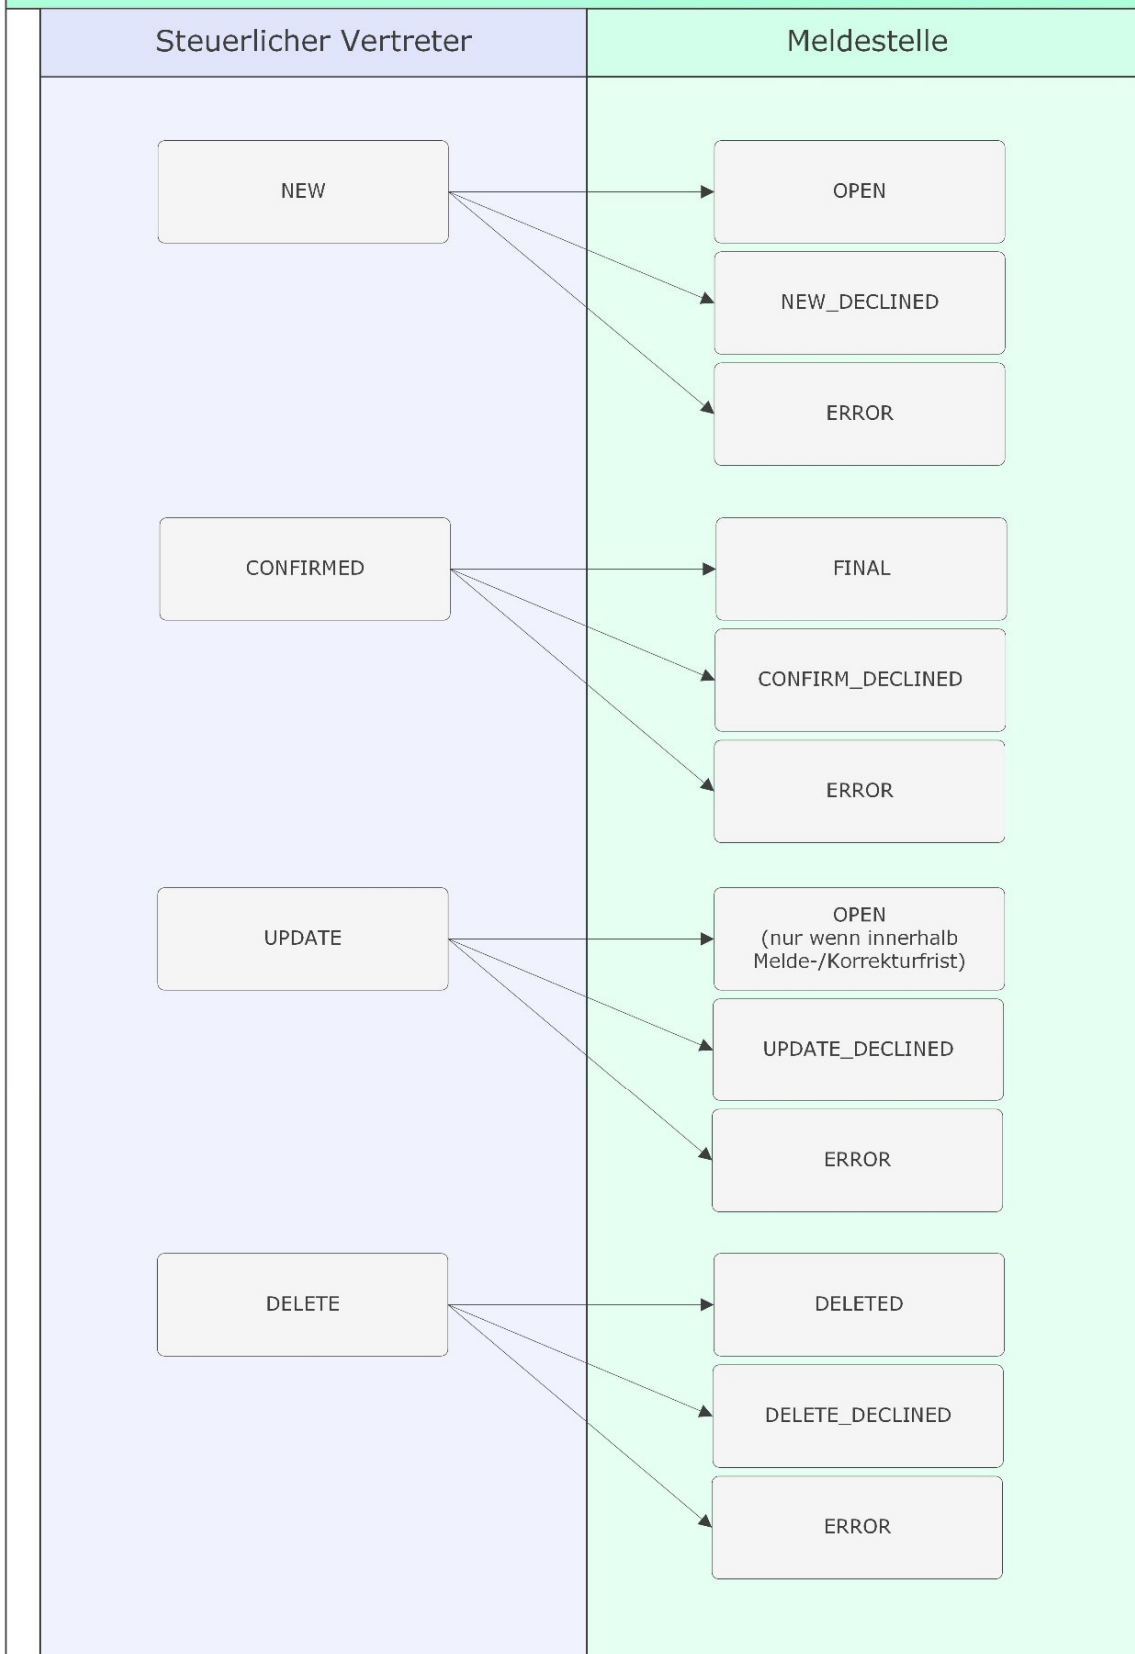 Steuerlicher Vertreter
Meldestelle
NEW
OPEN
NEW_DECLINED
ERROR
CONFIRMED
FINAL
CONFIRM_DECLINED
ERROR
UPDATE
OPEN
(nur wenn innerhalb
Melde-/Korrekturfrist)
UPDATE_DECLINED
ERROR
DELETE
DELETED
DELETE_DECLINED
ERROR